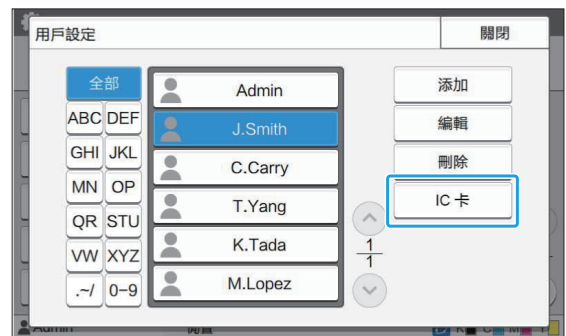 用戶設定
關閉
全部
ABC DEF
GHI JKL
MN OP
QR STU
VW XYZ
.~/ 0-9
Admin
J.Smith
C.Carry
T.Yang
K.Tada
M.Lopez
1
1
添加
編輯
刪除
IC 卡
Admin